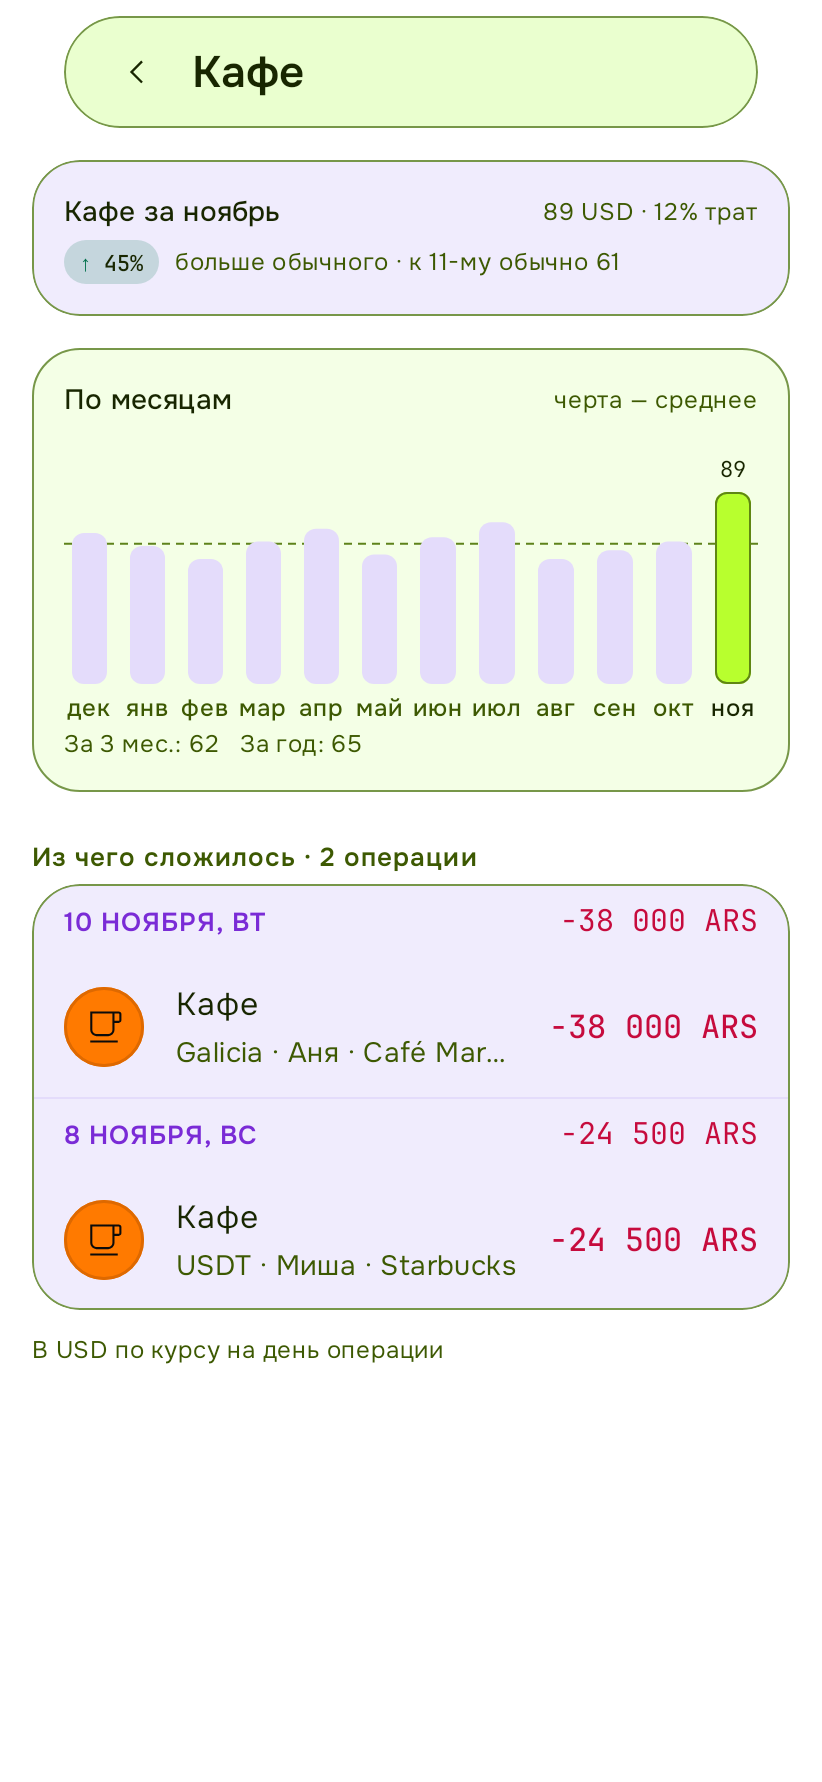 Кафе
Кафе за ноябрь 89 USD · 12% трат
↑ 45% больше обычного · к 11-му обычно 61
По месяцам черта — среднее
89
дек янв фев мар апр май июн июл авг сен окт ноя
За 3 мес.: 62 За год: 65
Из чего сложилось · 2 операции
10 НОЯБРЯ, ВТ -38 000 ARS
Кафе
-38 000 ARS
Galicia · Аня · Café Mar...
8 НОЯБРЯ, ВС -24 500 ARS
Кафе
-24 500 ARS
USDT · Миша · Starbucks
В USD по курсу на день операции